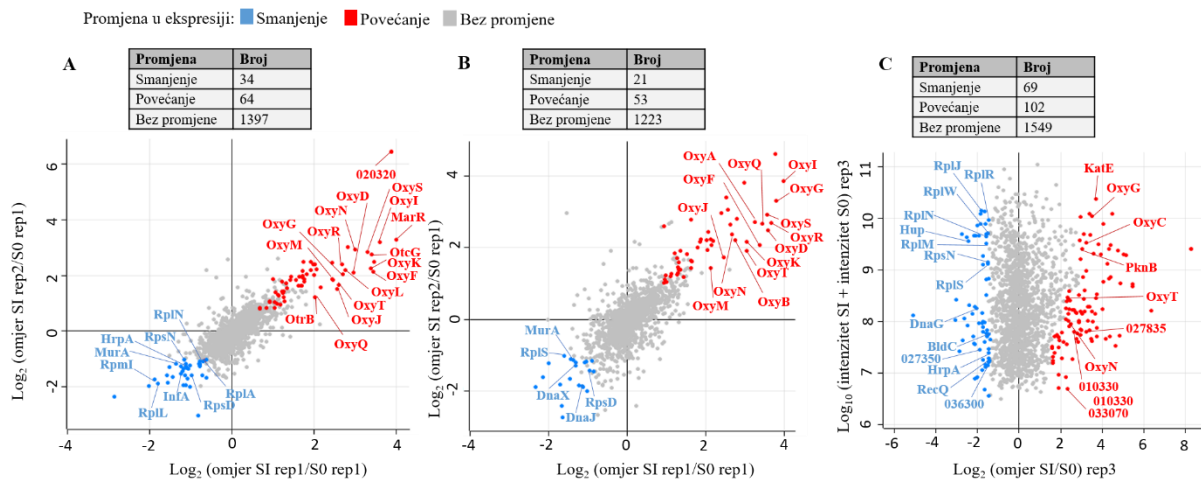 Promjena u ekspresiji: Smanjenje Povećanje Bez promjene
A
Promjena Broj
Smanjenje 34
Povećanje 64
Bez promjene 1397
B
Promjena Broj
Smanjenje 21
Povećanje 53
Bez promjene 1223
C
Promjena Broj
Smanjenje 69
Povećanje 102
Bez promjene 1549
Log2 (omjer SI rep2/S0 rep1)
6
4
2
0
-2
-4
-2
0
2
4
Log2 (omjer SI rep1/S0 rep1)
020320
OxyS
OxyD
OxyI
OxyN
MarR
OxyG
OxyR
OtcG
OxyM
OxyK
OxyF
OxyL
OxyT
OxyJ
OtrB
OxyQ
RplN
RpsN
HrpA
MurA
RpmI
InfA
RplA
RplL
RpsD
Log2 (omjer SI rep2/S0 rep1)
4
2
0
-2
-4
-2
0
2
4
Log2 (omjer SI rep1/S0 rep1)
OxyA
OxyQ
OxyI
OxyF
OxyG
OxyJ
OxyS
OxyR
OxyD
OxyK
OxyT
OxyN
OxyB
OxyM
MurA
RplS
DnaX
RpsD
DnaJ
Log10 (intenzitet SI + intenzitet S0) rep3
11
10
9
8
7
6
-6
-4
-2
0
2
4
6
8
Log2 (omjer SI/S0) rep3
RplJ
RplR
RplW
RplN
Hup
RplM
RpsN
RplS
DnaG
BldC
027350
HrpA
RecQ
036300
KatE
OxyG
OxyC
PknB
OxyT
027835
OxyN
010330
010330
033070